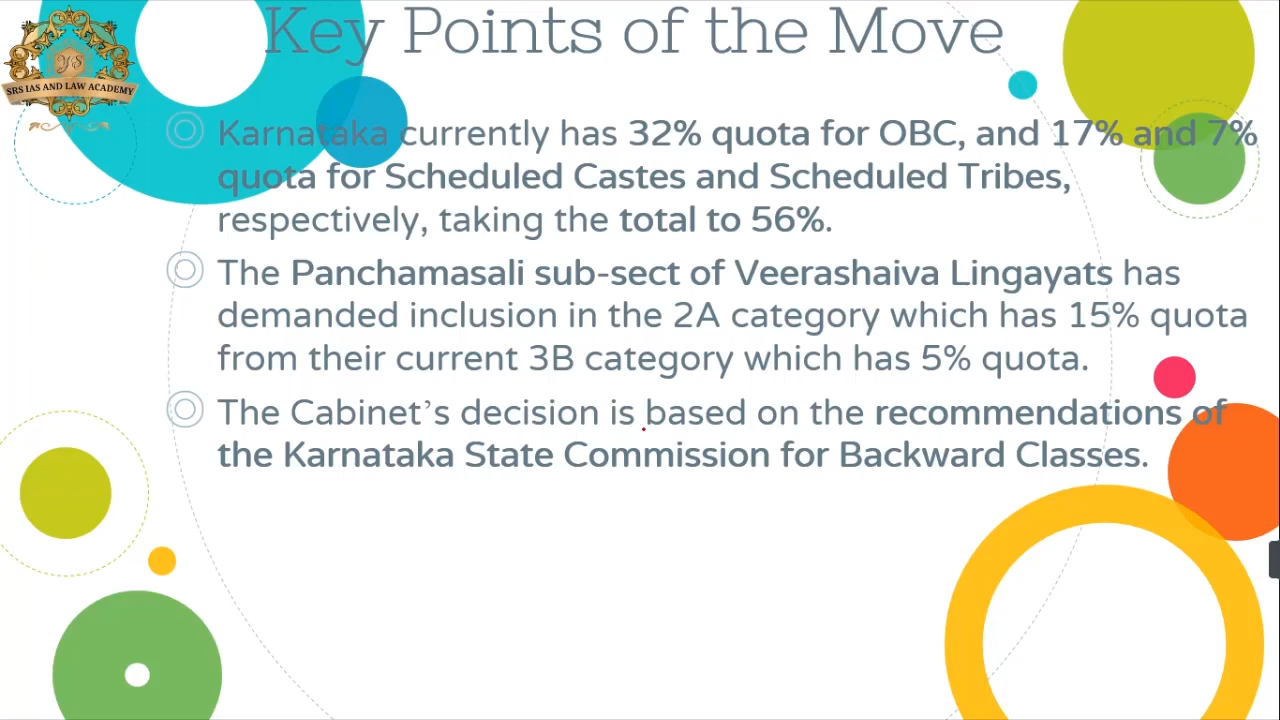 Key Points of the Move
YS
SRS IAS AND LAW ACADEMY
Karnataka currently has 32% quota for OBC, and 17% and 7%
quota for Scheduled Castes and Scheduled Tribes,
respectively, taking the total to 56%.
The Panchamasali sub-sect of Veerashaiva Lingayats has
demanded inclusion in the 2A category which has 15% quota
from their current 3B category which has 5% quota.
The Cabinet’s decision is based on the recommendations of
the Karnataka State Commission for Backward Classes.